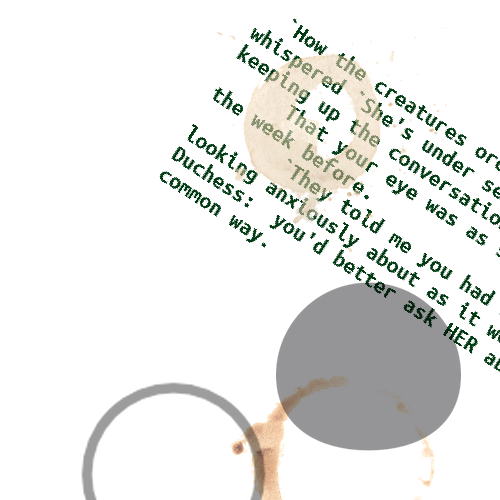 `How the creatures or
whispered `She's under se
keeping up the conversatio
That your eye was as
the week before.
`They told me you had
looking anxiously about as it w
Duchess: you'd better ask HER a
common way.